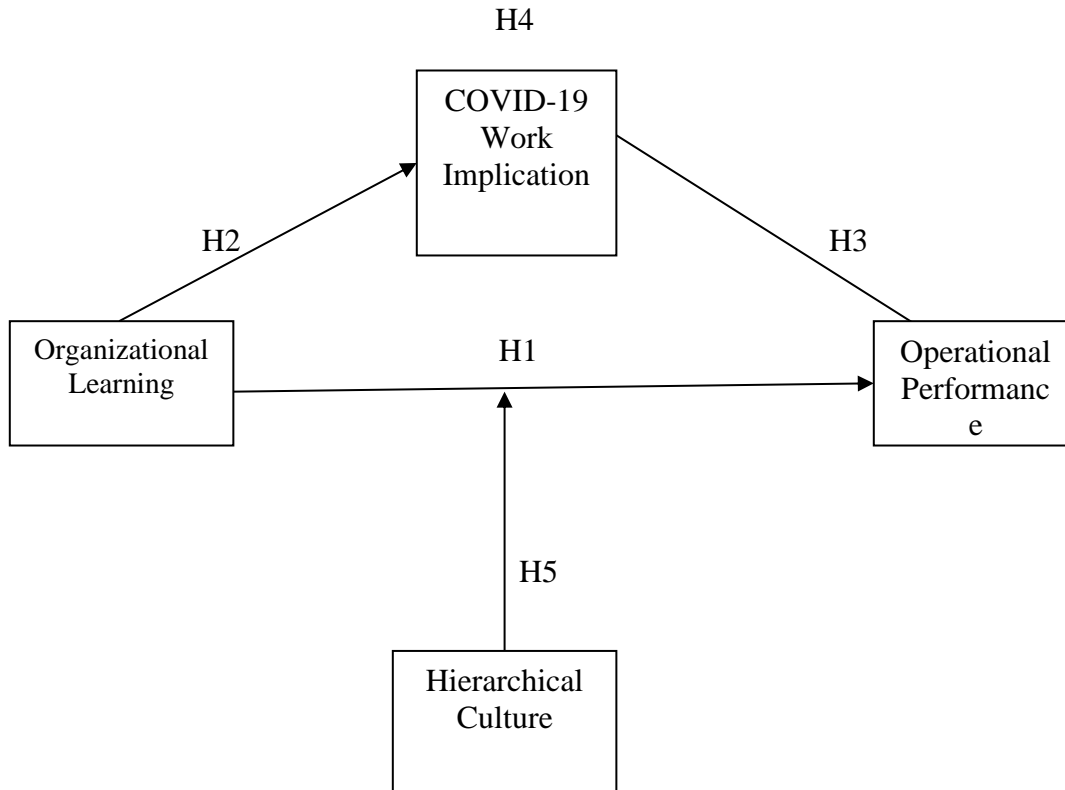 H4
COVID-19
Work
Implication
H2
H3
Organizational
Learning
H1
Operational
Performanc
e
H5
Hierarchical
Culture